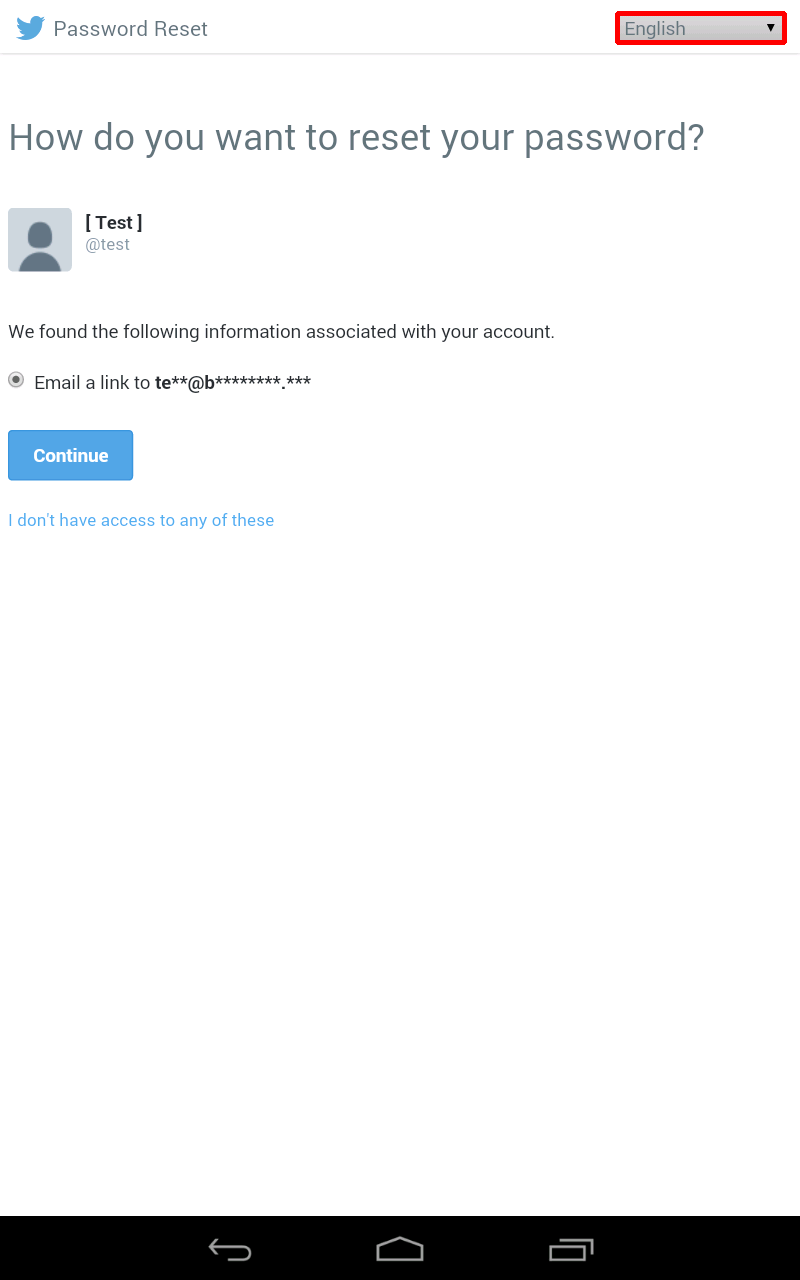 Password Reset
English
How do you want to reset your password?
[ Test ]
@test
We found the following information associated with your account.
Email a link to te**@b********.***
Continue
I don't have access to any of these